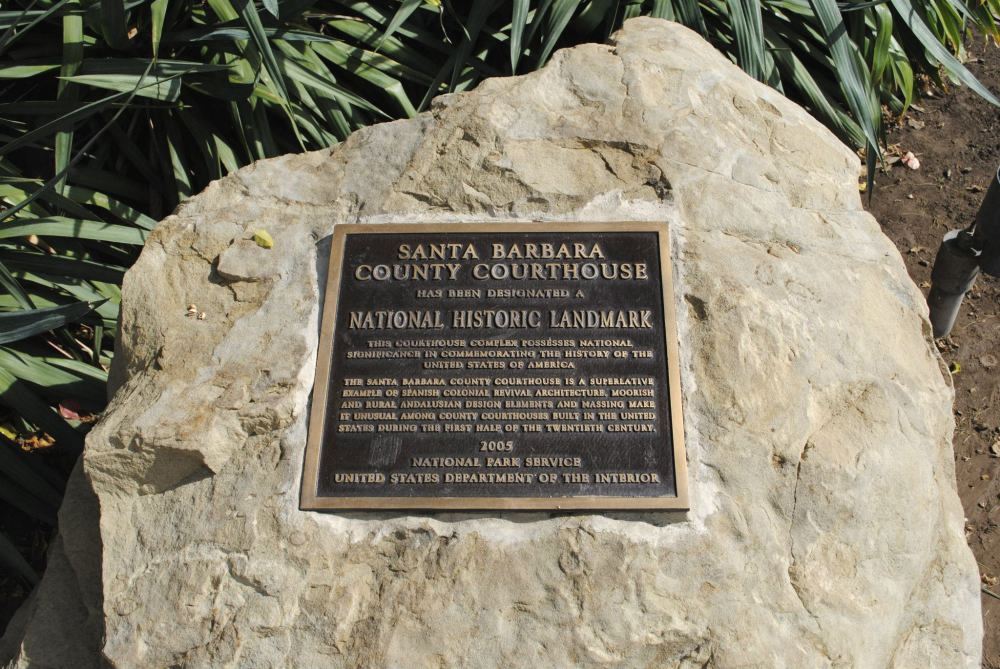 SANTA BARBARA
COUNTY COURTHOUSE
HAS BEEN DESIGNATED A
NATIONAL HISTORIC LANDMARK
THIS COURTHOUSE COMPLEX POSSESSES NATIONAL
SIGNIFICANCE IN COMMEMORATING THE HISTORY OF THE
UNITED STATES OF AMERICA
THE SANTA BARBARA COUNTY COURTHOUSE IS A SUPERLATIVE
EXAMPLE OF SPANISH COLONIAL REVIVAL ARCHITECTURE, MOORISH
AND RURAL ANDALUSIAN DESIGN ELEMENTS AND MASSING MAKE
IT UNUSUAL AMONG COUNTY COURTHOUSES BUILT IN THE UNITED
STATES DURING THE FIRST HALF OF THE TWENTIETH CENTURY.
2005
NATIONAL PARK SERVICE
UNITED STATES DEPARTMENT OF THE INTERIOR